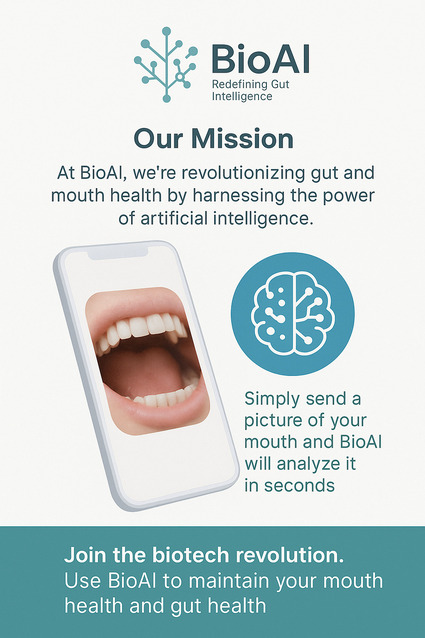 BioAI
Redefining Gut
Intelligence
Our Mission
At BioAI, we're revolutionizing gut and
mouth health by harnessing the power
of artificial intelligence.
Simply send a
picture of your
mouth and BioAI
will analyze it
in seconds
Join the biotech revolution.
Use BioAI to maintain your mouth
health and gut health